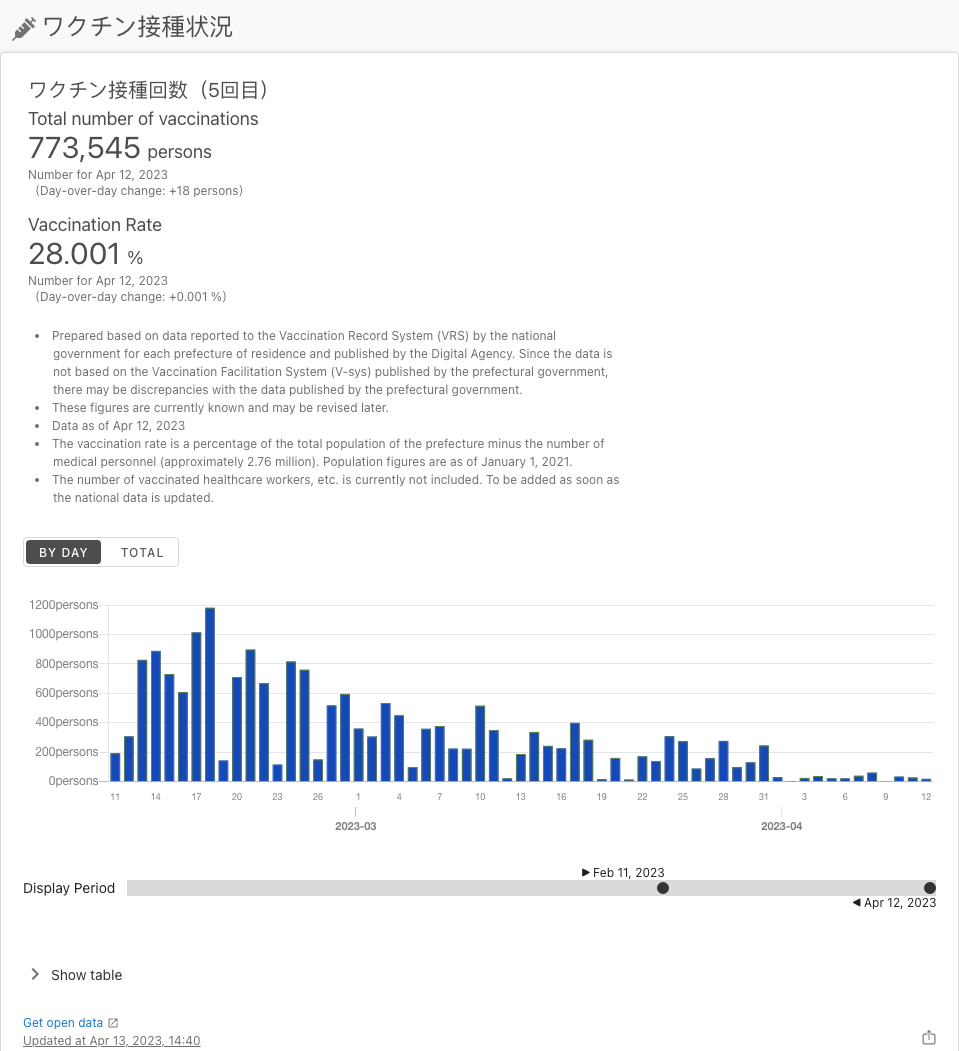 ワクチン接種状況
ワクチン接種回数（5回目）
Total number of vaccinations
773,545 persons
Number for Apr 12, 2023
（Day-over-day change: +18 persons）
Vaccination Rate
28.001 %
Number for Apr 12, 2023
（Day-over-day change: +0.001 %）
• Prepared based on data reported to the Vaccination Record System (VRS) by the national
government for each prefecture of residence and published by the Digital Agency. Since the data is
not based on the Vaccination Facilitation System (V-sys) published by the prefectural government,
there may be discrepancies with the data published by the prefectural government.
• These figures are currently known and may be revised later.
• Data as of Apr 12, 2023
• The vaccination rate is a percentage of the total population of the prefecture minus the number of
medical personnel (approximately 2.76 million). Population figures are as of January 1, 2021.
• The number of vaccinated healthcare workers, etc. is currently not included. To be added as soon as
the national data is updated.
BY DAY TOTAL
1200persons
1000persons
800persons
600persons
400persons
200persons
0persons
11 14 17 20 23 26 1 4 7 10 13 16 19 22 25 28 31 3 6 9 12
2023-03 2023-04
Feb 11, 2023
Display Period
Apr 12, 2023
Show table
Get open data
Updated at Apr 13, 2023, 14:40